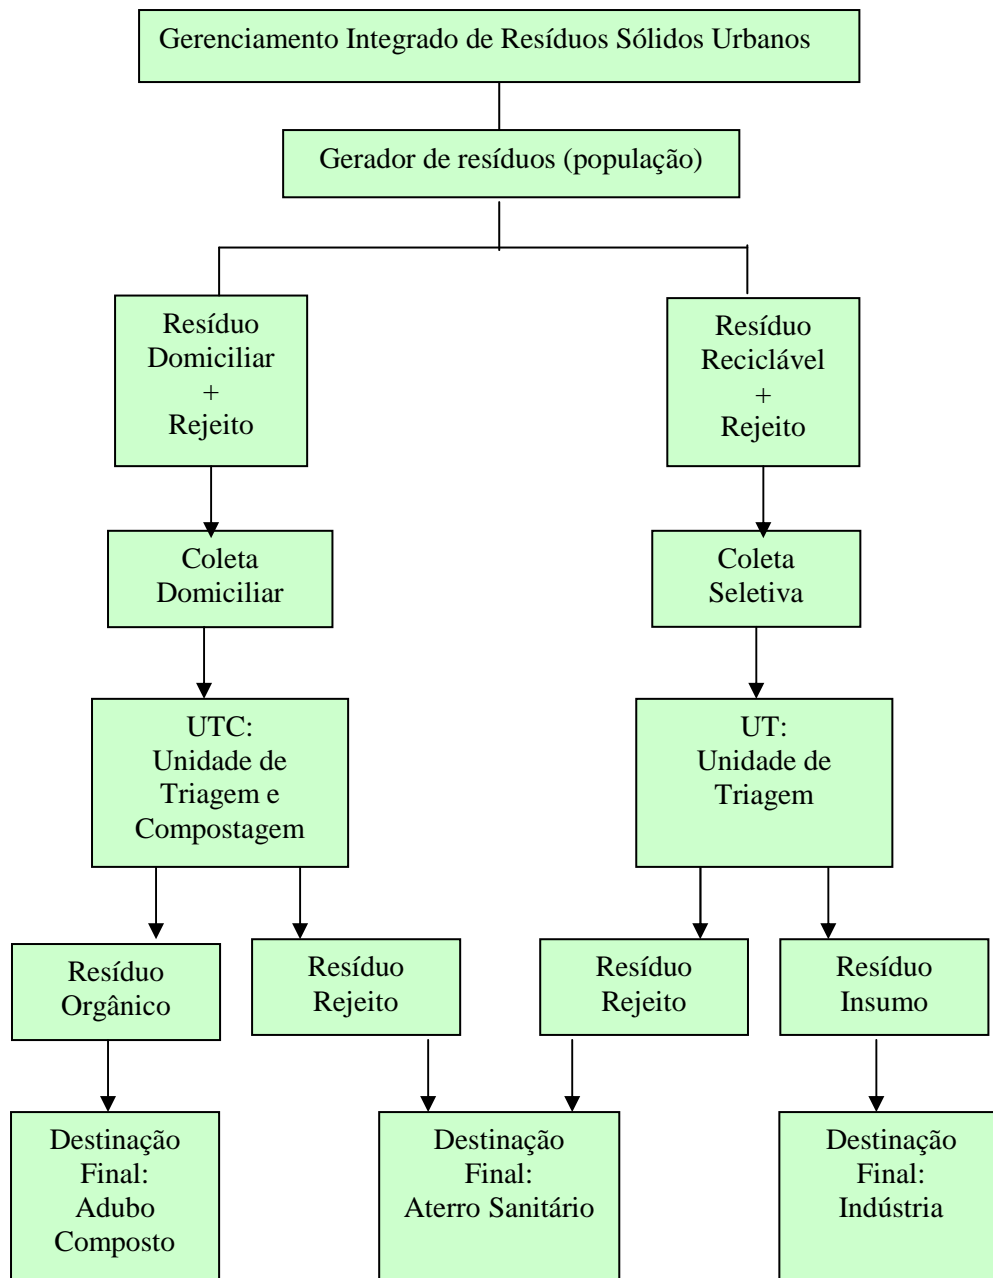 Gerenciamento Integrado de Resíduos Sólidos Urbanos
Gerador de resíduos (população)
Resíduo
Domiciliar
+
Rejeito
Resíduo
Reciclável
+
Rejeito
Coleta
Domiciliar
Coleta
Seletiva
UTC:
Unidade de
Triagem e
Compostagem
UT:
Unidade de
Triagem
Resíduo
Orgânico
Resíduo
Rejeito
Resíduo
Rejeito
Resíduo
Insumo
Destinação
Final:
Adubo
Composto
Destinação
Final:
Aterro Sanitário
Destinação
Final:
Indústria